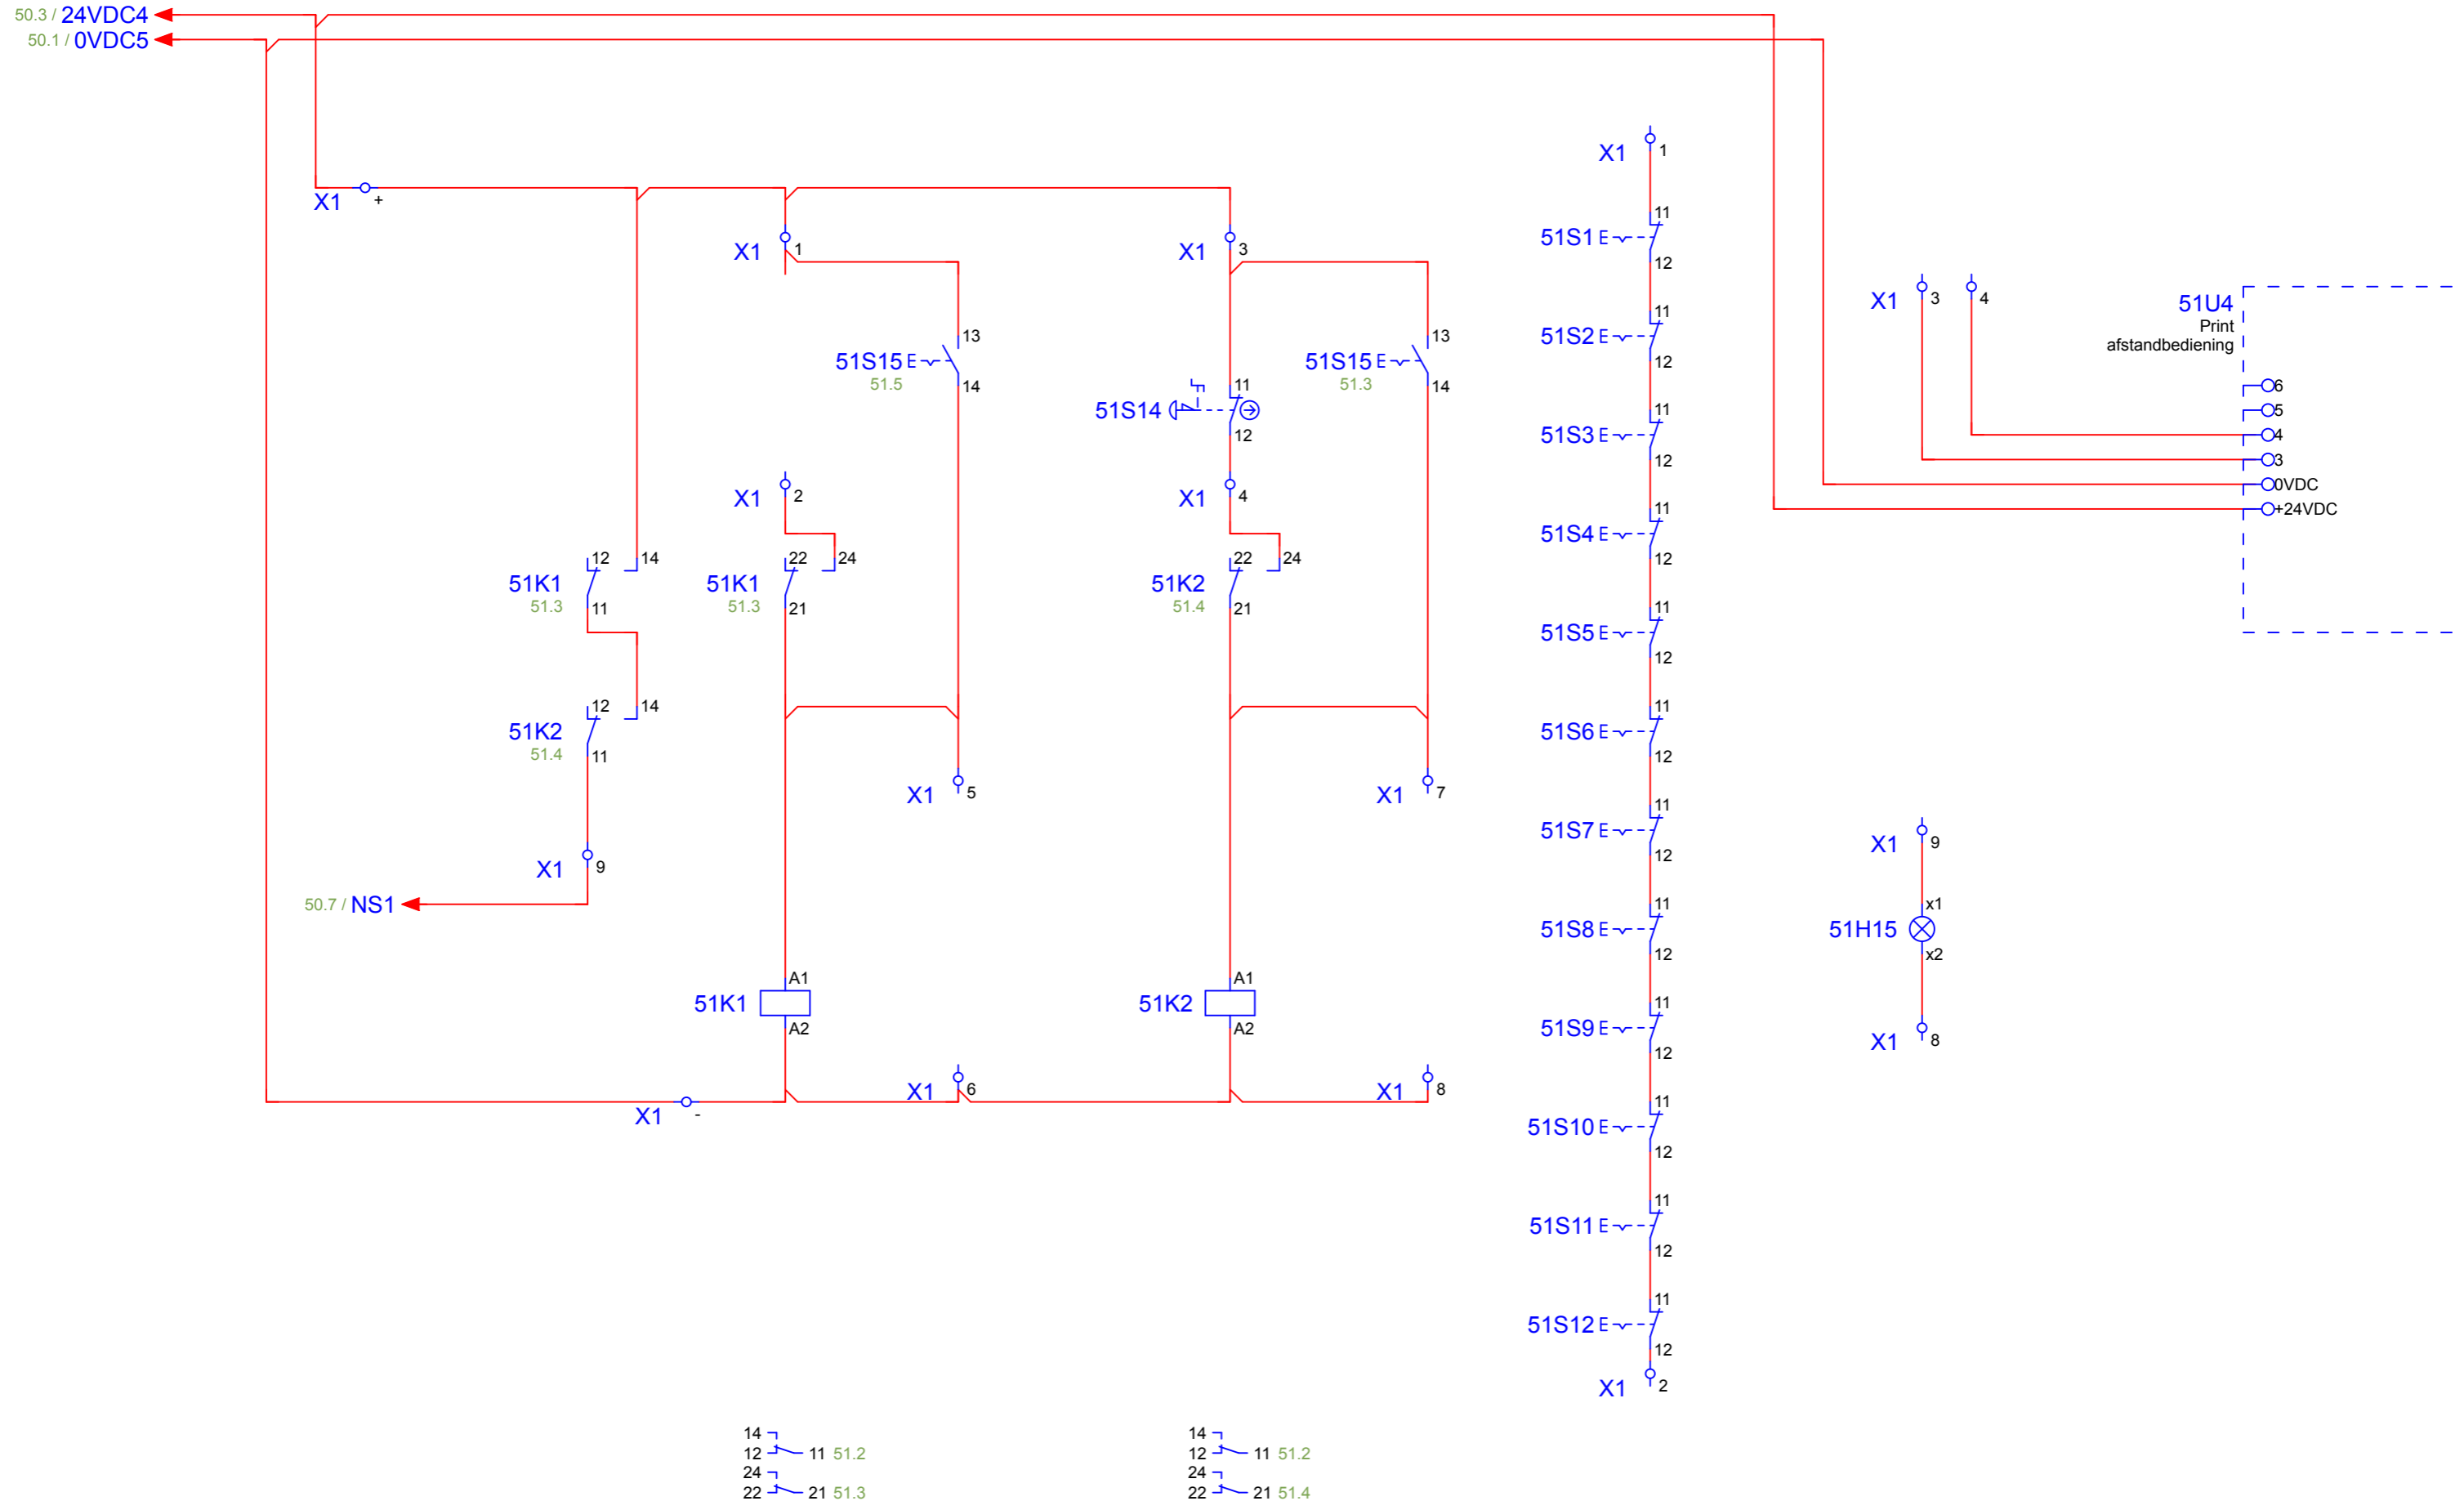 50.3 / 24VDC4
50.1 / 0VDC5
X1 +
X1 1
X1 3
51S15 13 14
51.5
51S14 11 12
51S15 13 14
51.3
X1 2
X1 4
51K1 12 14 11
51.3
51K1 22 24 21
51.3
51K2 22 24 21
51.4
51K2 12 14 11
51.4
X1 5
X1 7
X1 9
50.7 / NS1
51K1 A1 A2
51K2 A1 A2
X1 -
X1 6
X1 8
X1 1
51S1 11 12
51S2 11 12
51S3 11 12
51S4 11 12
51S5 11 12
51S6 11 12
51S7 11 12
51S8 11 12
51S9 11 12
51S10 11 12
51S11 11 12
51S12 11 12
X1 2
X1 3 4
51U4
Print
afstandbediening
6
5
4
3
0VDC
+24VDC
X1 9
51H15 x1 x2
X1 8
14
12 11 51.2
24
22 21 51.3
14
12 11 51.2
24
22 21 51.4